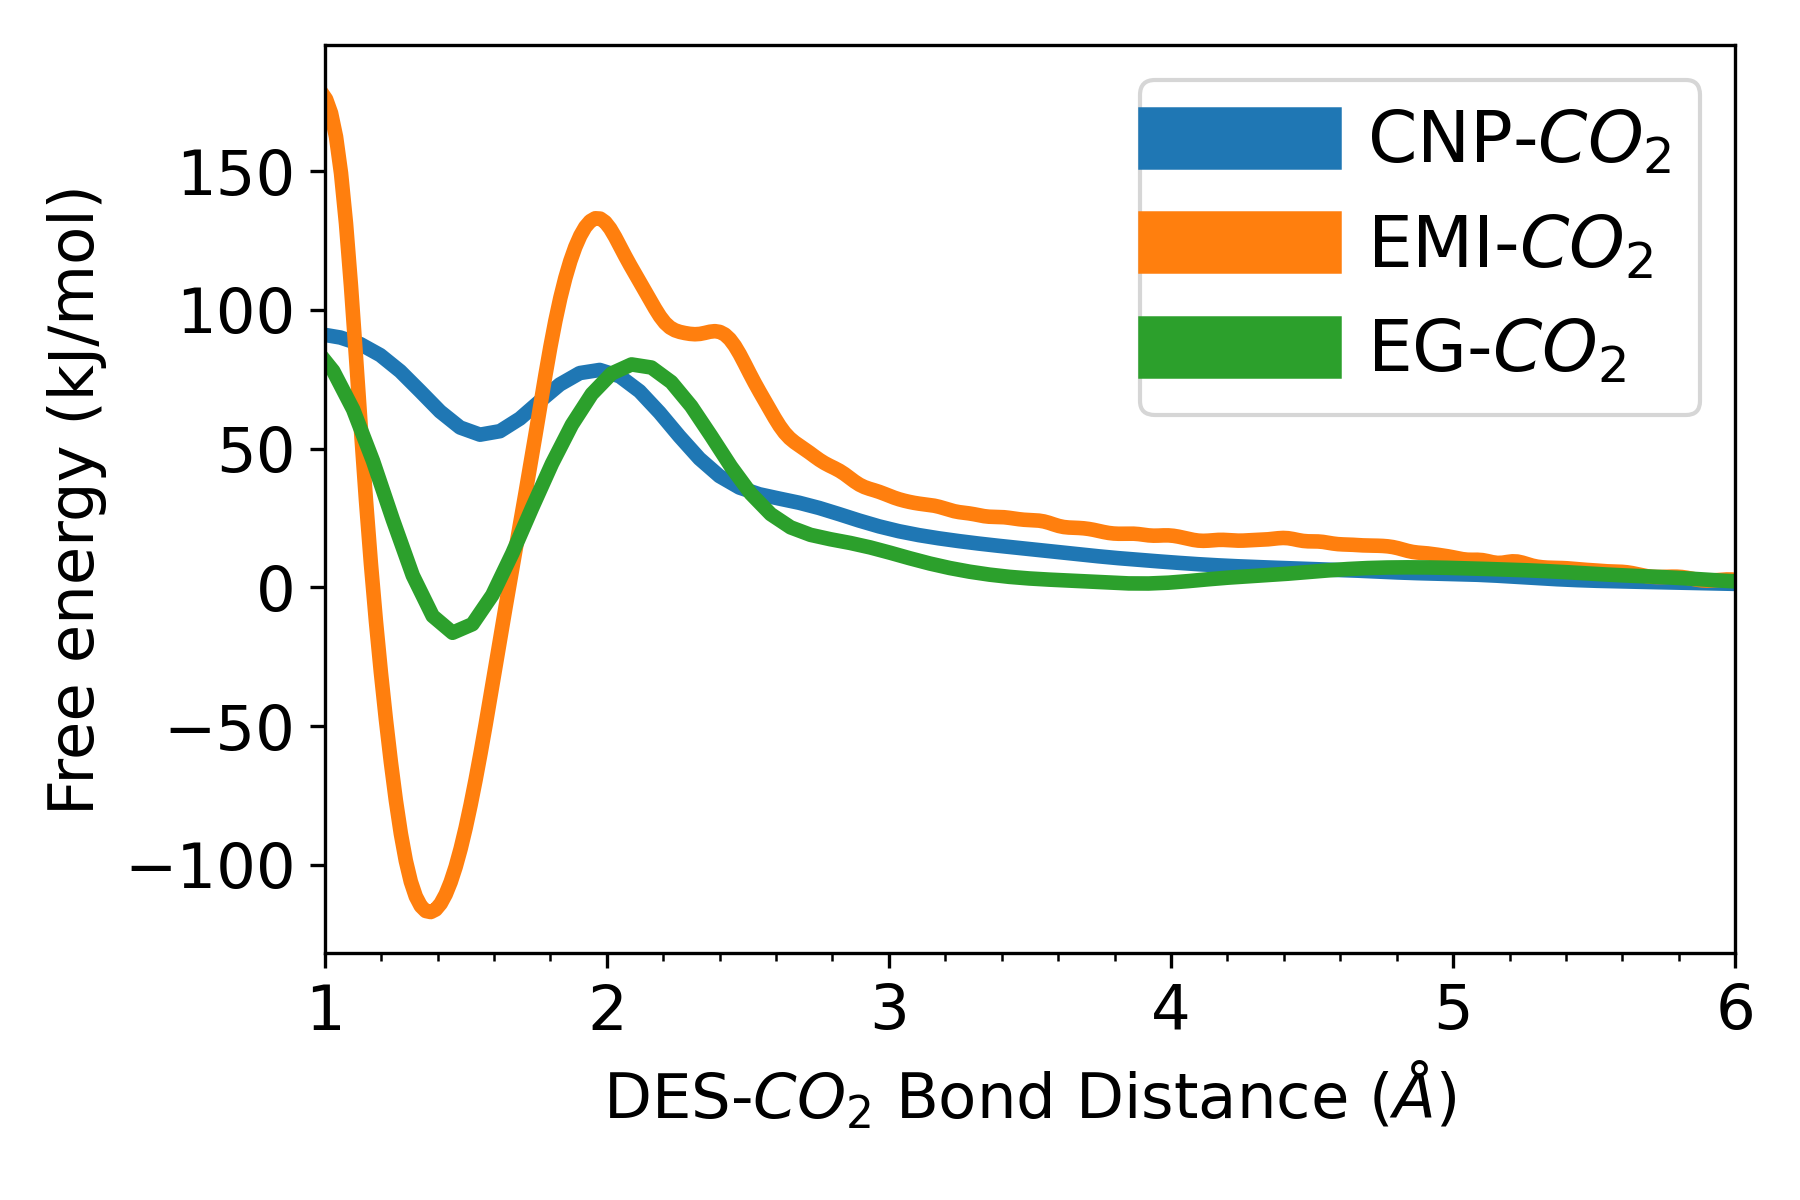 CNP-CO₂
EMI-CO₂
EG-CO₂
Free energy (kJ/mol)
150
100
50
0
−50
−100
1 2 3 4 5 6
DES-CO₂ Bond Distance (Å)